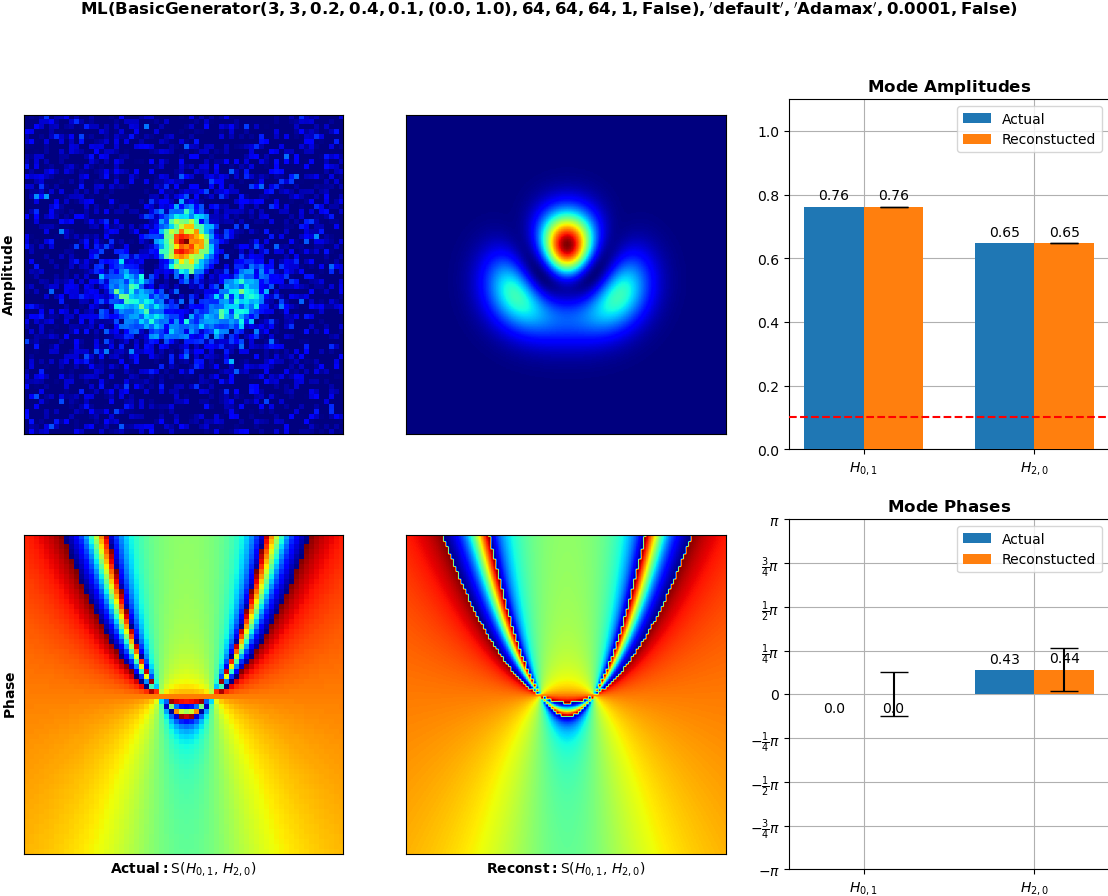 ML(BasicGenerator(3, 3, 0.2, 0.4, 0.1, (0.0, 1.0), 64, 64, 64, 1, False), ′default′, ′Adamax′, 0.0001, False)
Amplitude
Mode Amplitudes
Actual
Reconstucted
1.0
0.8
0.6
0.4
0.2
0.0
0.76
0.76
0.65
0.65
H0, 1
H2, 0
Phase
Actual: S(H0, 1, H2, 0)
Reconst: S(H0, 1, H2, 0)
Mode Phases
Actual
Reconstucted
π
3/4π
1/2π
1/4π
0
−1/4π
−1/2π
−3/4π
−π
0.0
0.0
0.43
0.44
H0, 1
H2, 0